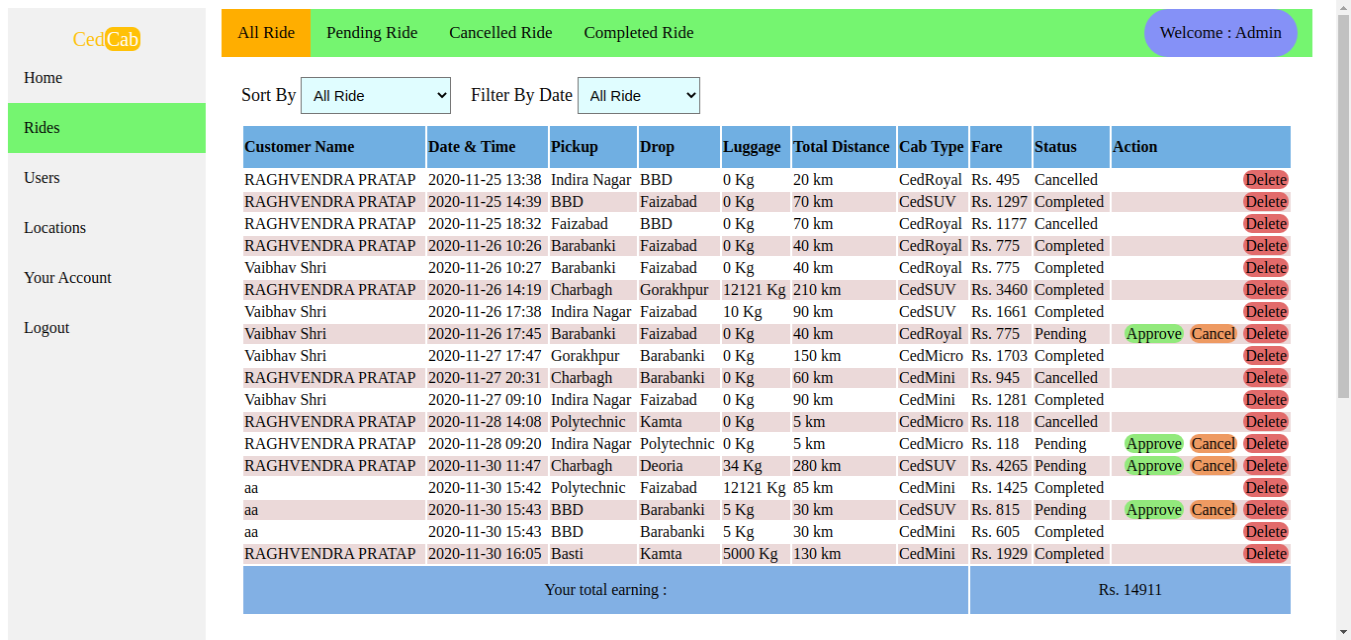 CedCab
Home
Rides
Users
Locations
Your Account
Logout
All Ride Pending Ride Cancelled Ride Completed Ride Welcome : Admin
Sort By All Ride Filter By Date All Ride
Customer Name Date & Time Pickup Drop Luggage Total Distance Cab Type Fare Status Action
RAGHVENDRA PRATAP 2020-11-25 13:38 Indira Nagar BBD 0 Kg 20 km CedRoyal Rs. 495 Cancelled Delete
RAGHVENDRA PRATAP 2020-11-25 14:39 BBD Faizabad 0 Kg 70 km CedSUV Rs. 1297 Completed Delete
RAGHVENDRA PRATAP 2020-11-25 18:32 Faizabad BBD 0 Kg 70 km CedRoyal Rs. 1177 Cancelled Delete
RAGHVENDRA PRATAP 2020-11-26 10:26 Barabanki Faizabad 0 Kg 40 km CedRoyal Rs. 775 Completed Delete
Vaibhav Shri 2020-11-26 10:27 Barabanki Faizabad 0 Kg 40 km CedRoyal Rs. 775 Completed Delete
RAGHVENDRA PRATAP 2020-11-26 14:19 Charbagh Gorakhpur 12121 Kg 210 km CedSUV Rs. 3460 Completed Delete
Vaibhav Shri 2020-11-26 17:38 Indira Nagar Faizabad 10 Kg 90 km CedSUV Rs. 1661 Completed Delete
Vaibhav Shri 2020-11-26 17:45 Barabanki Faizabad 0 Kg 40 km CedRoyal Rs. 775 Pending Approve Cancel Delete
Vaibhav Shri 2020-11-27 17:47 Gorakhpur Barabanki 0 Kg 150 km CedMicro Rs. 1703 Completed Delete
RAGHVENDRA PRATAP 2020-11-27 20:31 Charbagh Barabanki 0 Kg 60 km CedMini Rs. 945 Cancelled Delete
Vaibhav Shri 2020-11-27 09:10 Indira Nagar Faizabad 0 Kg 90 km CedMini Rs. 1281 Completed Delete
RAGHVENDRA PRATAP 2020-11-28 14:08 Polytechnic Kamta 0 Kg 5 km CedMicro Rs. 118 Cancelled Delete
RAGHVENDRA PRATAP 2020-11-28 09:20 Indira Nagar Polytechnic 0 Kg 5 km CedMicro Rs. 118 Pending Approve Cancel Delete
RAGHVENDRA PRATAP 2020-11-30 11:47 Charbagh Deoria 34 Kg 280 km CedSUV Rs. 4265 Pending Approve Cancel Delete
aa 2020-11-30 15:42 Polytechnic Faizabad 12121 Kg 85 km CedMini Rs. 1425 Completed Delete
aa 2020-11-30 15:43 BBD Barabanki 5 Kg 30 km CedSUV Rs. 815 Pending Approve Cancel Delete
aa 2020-11-30 15:43 BBD Barabanki 5 Kg 30 km CedMini Rs. 605 Completed Delete
RAGHVENDRA PRATAP 2020-11-30 16:05 Basti Kamta 5000 Kg 130 km CedMini Rs. 1929 Completed Delete
Your total earning : Rs. 14911